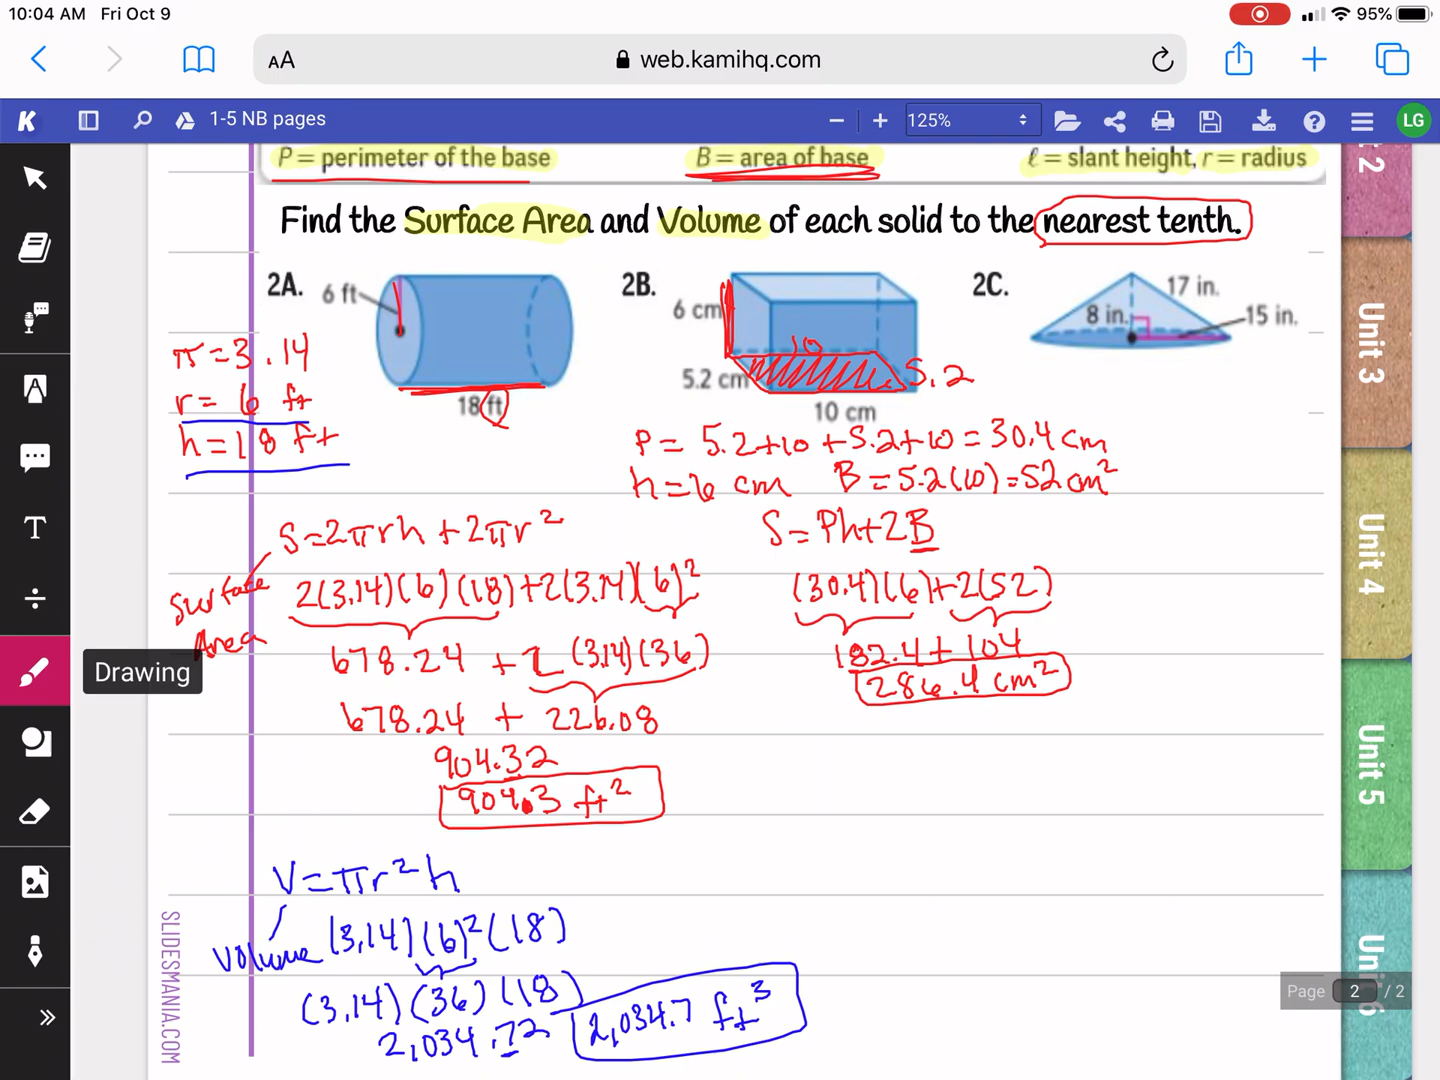 10:04 AM Fri Oct 9
95%
AA
web.kamihq.com
K
1-5 NB pages
125%
LG
P = perimeter of the base
B = area of base
ℓ = slant height, r = radius
Find the Surface Area and Volume of each solid to the nearest tenth.
2A.
6 ft
18 ft
π = 3.14
r = 6 ft
h = 18 ft
2B.
6 cm
10
5.2 cm
5.2
10 cm
2C.
17 in.
8 in.
15 in.
P = 5.2+10+5.2+10 = 30.4 cm
h = 6 cm B = 5.2(10) = 52 cm²
S = 2πrh + 2πr²
Surface Area
2(3.14)(6)(18)+2(3.14)(6)²
678.24 + 2(3.14)(36)
678.24 + 226.08
904.32
904.3 ft²
S = Ph+2B
(30.4)(6)+2(52)
182.4 + 104
286.4 cm²
V = πr²h
Volume
(3.14)(6)²(18)
(3.14)(36)(18)
2,034.72
2,034.7 ft³
Drawing
T
SLIDESMANIA.COM
t 2
Unit 3
Unit 4
Unit 5
Unit 6
Page 2 / 2